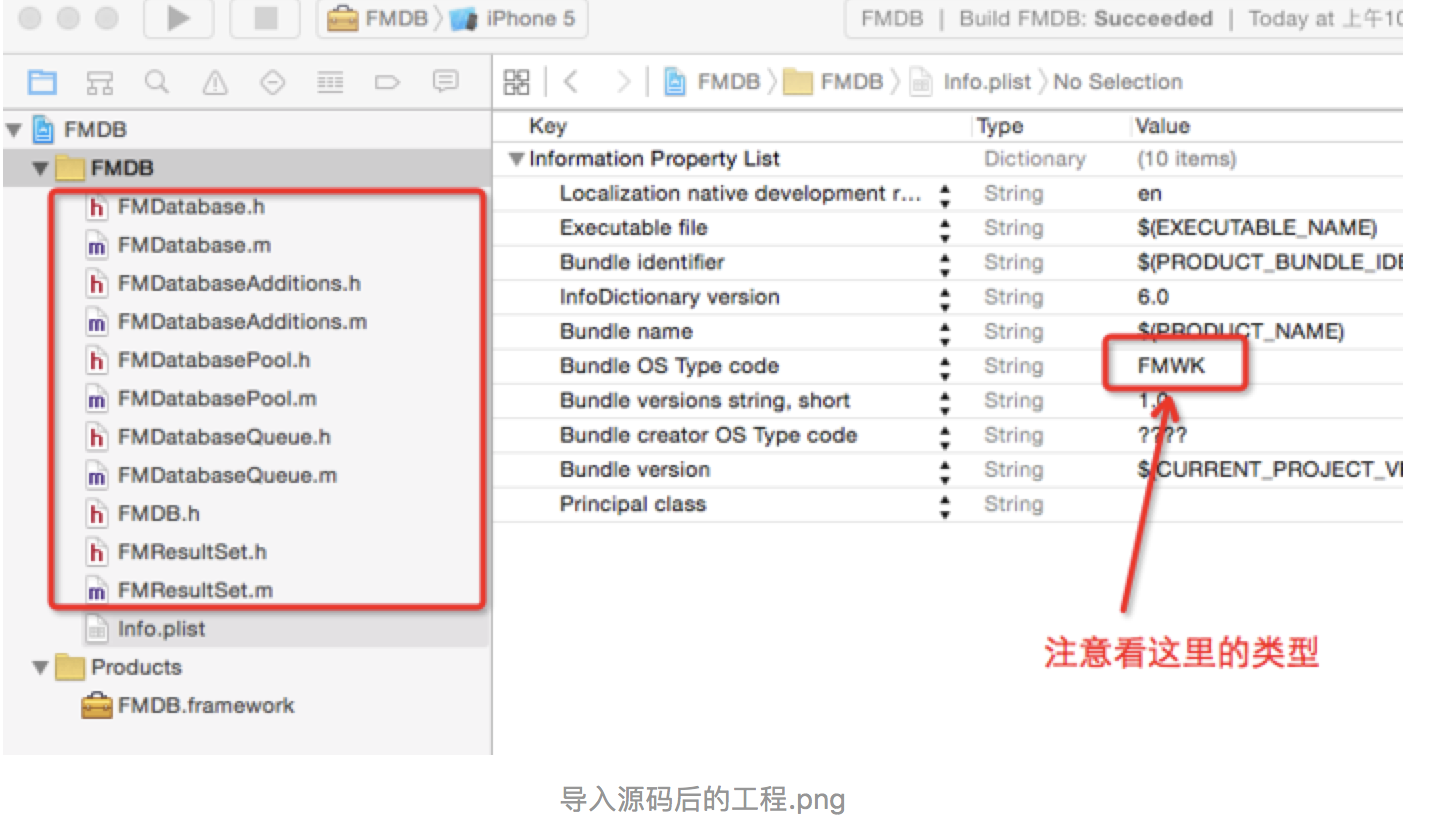 FMDB 〉 iPhone 5
FMDB | Build FMDB: Succeeded | Today at 上午10
FMDB 〉 FMDB 〉 Info.plist 〉 No Selection
FMDB
FMDB
FMDatabase.h
FMDatabase.m
FMDatabaseAdditions.h
FMDatabaseAdditions.m
FMDatabasePool.h
FMDatabasePool.m
FMDatabaseQueue.h
FMDatabaseQueue.m
FMDB.h
FMResultSet.h
FMResultSet.m
Info.plist
Products
FMDB.framework
Key Type Value
Information Property List Dictionary (10 items)
Localization native development r... String en
Executable file String $(EXECUTABLE_NAME)
Bundle identifier String $(PRODUCT_BUNDLE_IDE
InfoDictionary version String 6.0
Bundle name String $(PRODUCT_NAME)
Bundle OS Type code String FMWK
Bundle versions string, short String 1.0
Bundle creator OS Type code String ????
Bundle version String $(CURRENT_PROJECT_VE
Principal class String
注意看这里的类型
导入源码后的工程.png